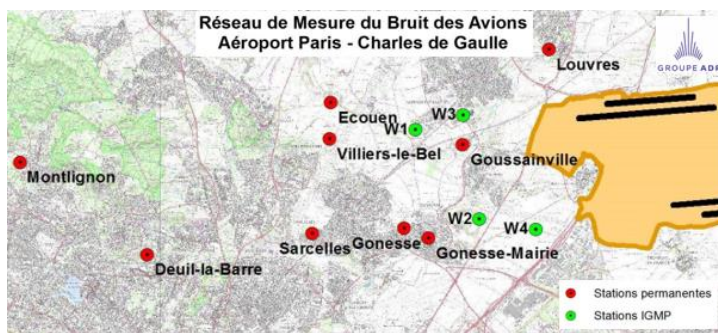 Réseau de Mesure du Bruit des Avions
Aéroport Paris - Charles de Gaulle
GROUPE ADP
Louvres
Ecouen
W3
W1
Villiers-le-Bel
Goussainville
Montlignon
W2
W4
Sarcelles
Gonesse
Gonesse-Mairie
Deuil-la-Barre
Stations permanentes
Stations IGMP